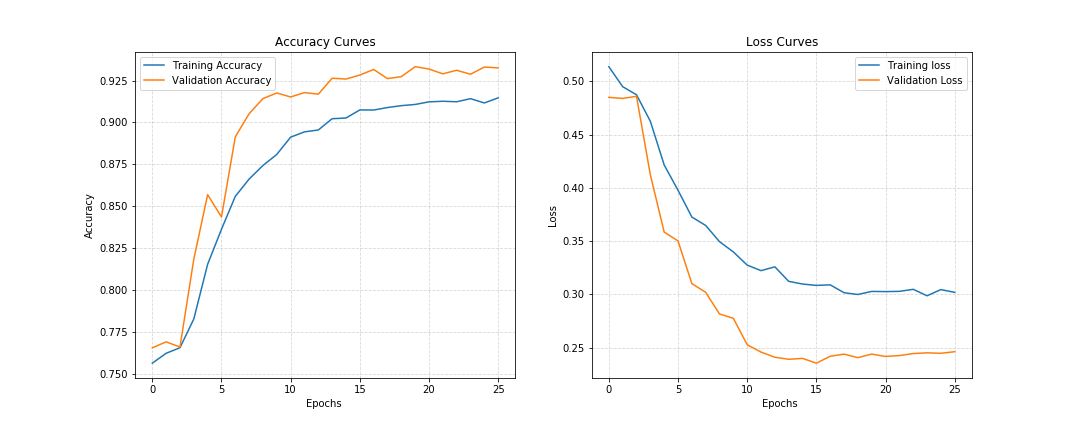 Accuracy Curves
Training Accuracy
Validation Accuracy
0.925
0.900
0.875
0.850
0.825
0.800
0.775
0.750
Accuracy
0 5 10 15 20 25
Epochs
Loss Curves
Training loss
Validation Loss
0.50
0.45
0.40
0.35
0.30
0.25
Loss
0 5 10 15 20 25
Epochs